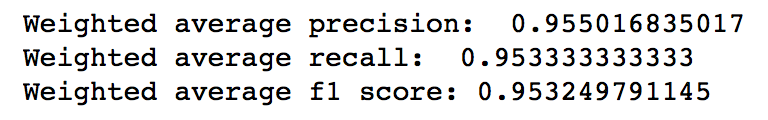 Weighted average precision:  0.955016835017
Weighted average recall:  0.953333333333
Weighted average f1 score: 0.953249791145